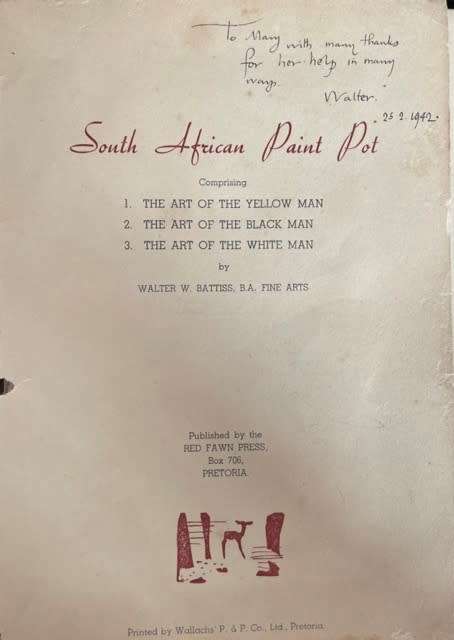 To Mary with many thanks
for her help in many
ways.
Walter.
25.2.1942.
South African Paint Pot
Comprising
1. THE ART OF THE YELLOW MAN
2. THE ART OF THE BLACK MAN
3. THE ART OF THE WHITE MAN
by
WALTER W. BATTISS, B.A. FINE ARTS
Published by the
RED FAWN PRESS,
Box 706,
PRETORIA.
Printed by Wallachs' P. & P. Co., Ltd., Pretoria.